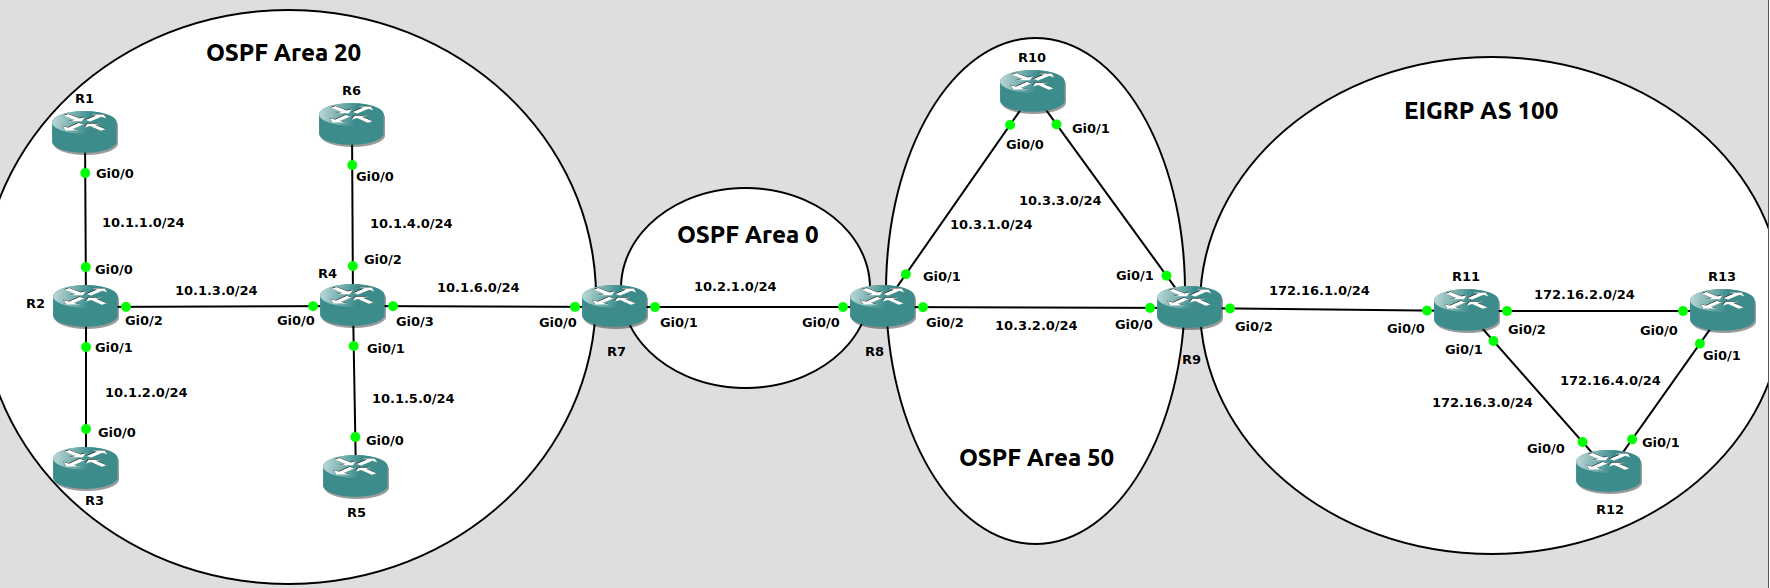 OSPF Area 20
R1
Gi0/0
10.1.1.0/24
Gi0/0
R2
Gi0/2
Gi0/1
10.1.2.0/24
Gi0/0
R3
10.1.3.0/24
R6
Gi0/0
10.1.4.0/24
Gi0/2
R4
Gi0/0
Gi0/3
Gi0/1
10.1.5.0/24
Gi0/0
R5
10.1.6.0/24
Gi0/0
R7
OSPF Area 0
10.2.1.0/24
Gi0/1
Gi0/0
R8
R10
Gi0/0
Gi0/1
10.3.3.0/24
10.3.1.0/24
Gi0/1
Gi0/1
Gi0/2
10.3.2.0/24
Gi0/0
R9
OSPF Area 50
EIGRP AS 100
172.16.1.0/24
Gi0/2
Gi0/0
R11
Gi0/2
Gi0/1
172.16.2.0/24
R13
Gi0/0
Gi0/1
172.16.4.0/24
172.16.3.0/24
Gi0/0
Gi0/1
R12